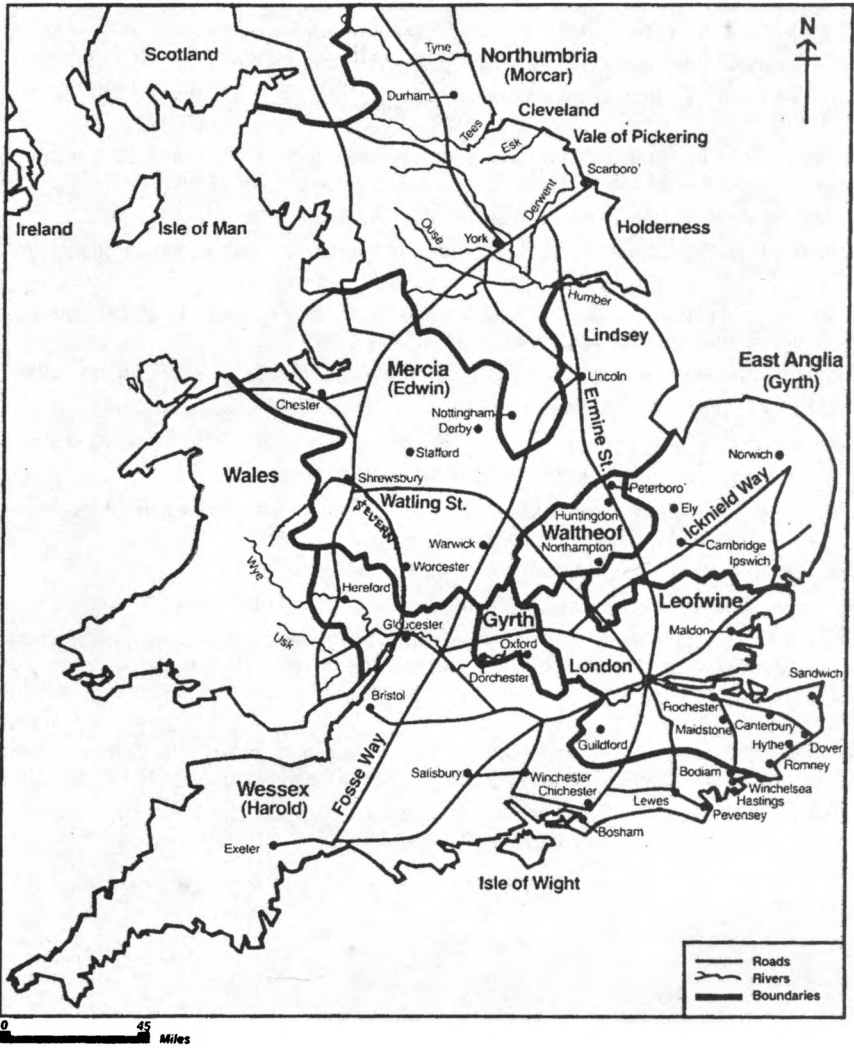 Scotland
Tyne
Northumbria
(Morcar)
N
Durham
Cleveland
Tees
Esk
Vale of Pickering
Scarboro'
Derwent
Ireland
Isle of Man
Ouse
York
Holderness
Humber
Lindsey
Mercia
(Edwin)
East Anglia
(Gyrth)
Chester
Lincoln
Nottingham
Derby
Ermine St.
Stafford
Norwich
Wales
Shrewsbury
Watling St.
Peterboro'
Icknield Way
Ely
SEVERN
Huntingdon
Waltheof
Warwick
Northampton
Cambridge
Ipswich
Wye
Worcester
Hereford
Gyrth
Leofwine
Usk
Gloucester
Oxford
Maldon
London
Dorchester
Sandwich
Bristol
Rochester
Maidstone
Canterbury
Guildford
Hythe
Dover
Fosse Way
Salisbury
Winchester
Bodiam
Romney
Wessex
(Harold)
Chichester
Winchelsea
Lewes
Hastings
Pevensey
Exeter
Bosham
Isle of Wight
Roads
Rivers
Boundaries
0 45
Miles